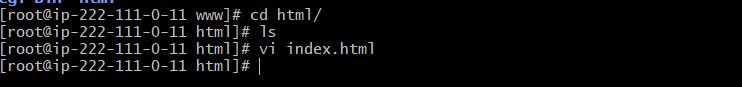 [root@ip-222-111-0-11 www]# cd html/
[root@ip-222-111-0-11 html]# ls
[root@ip-222-111-0-11 html]# vi index.html
[root@ip-222-111-0-11 html]#